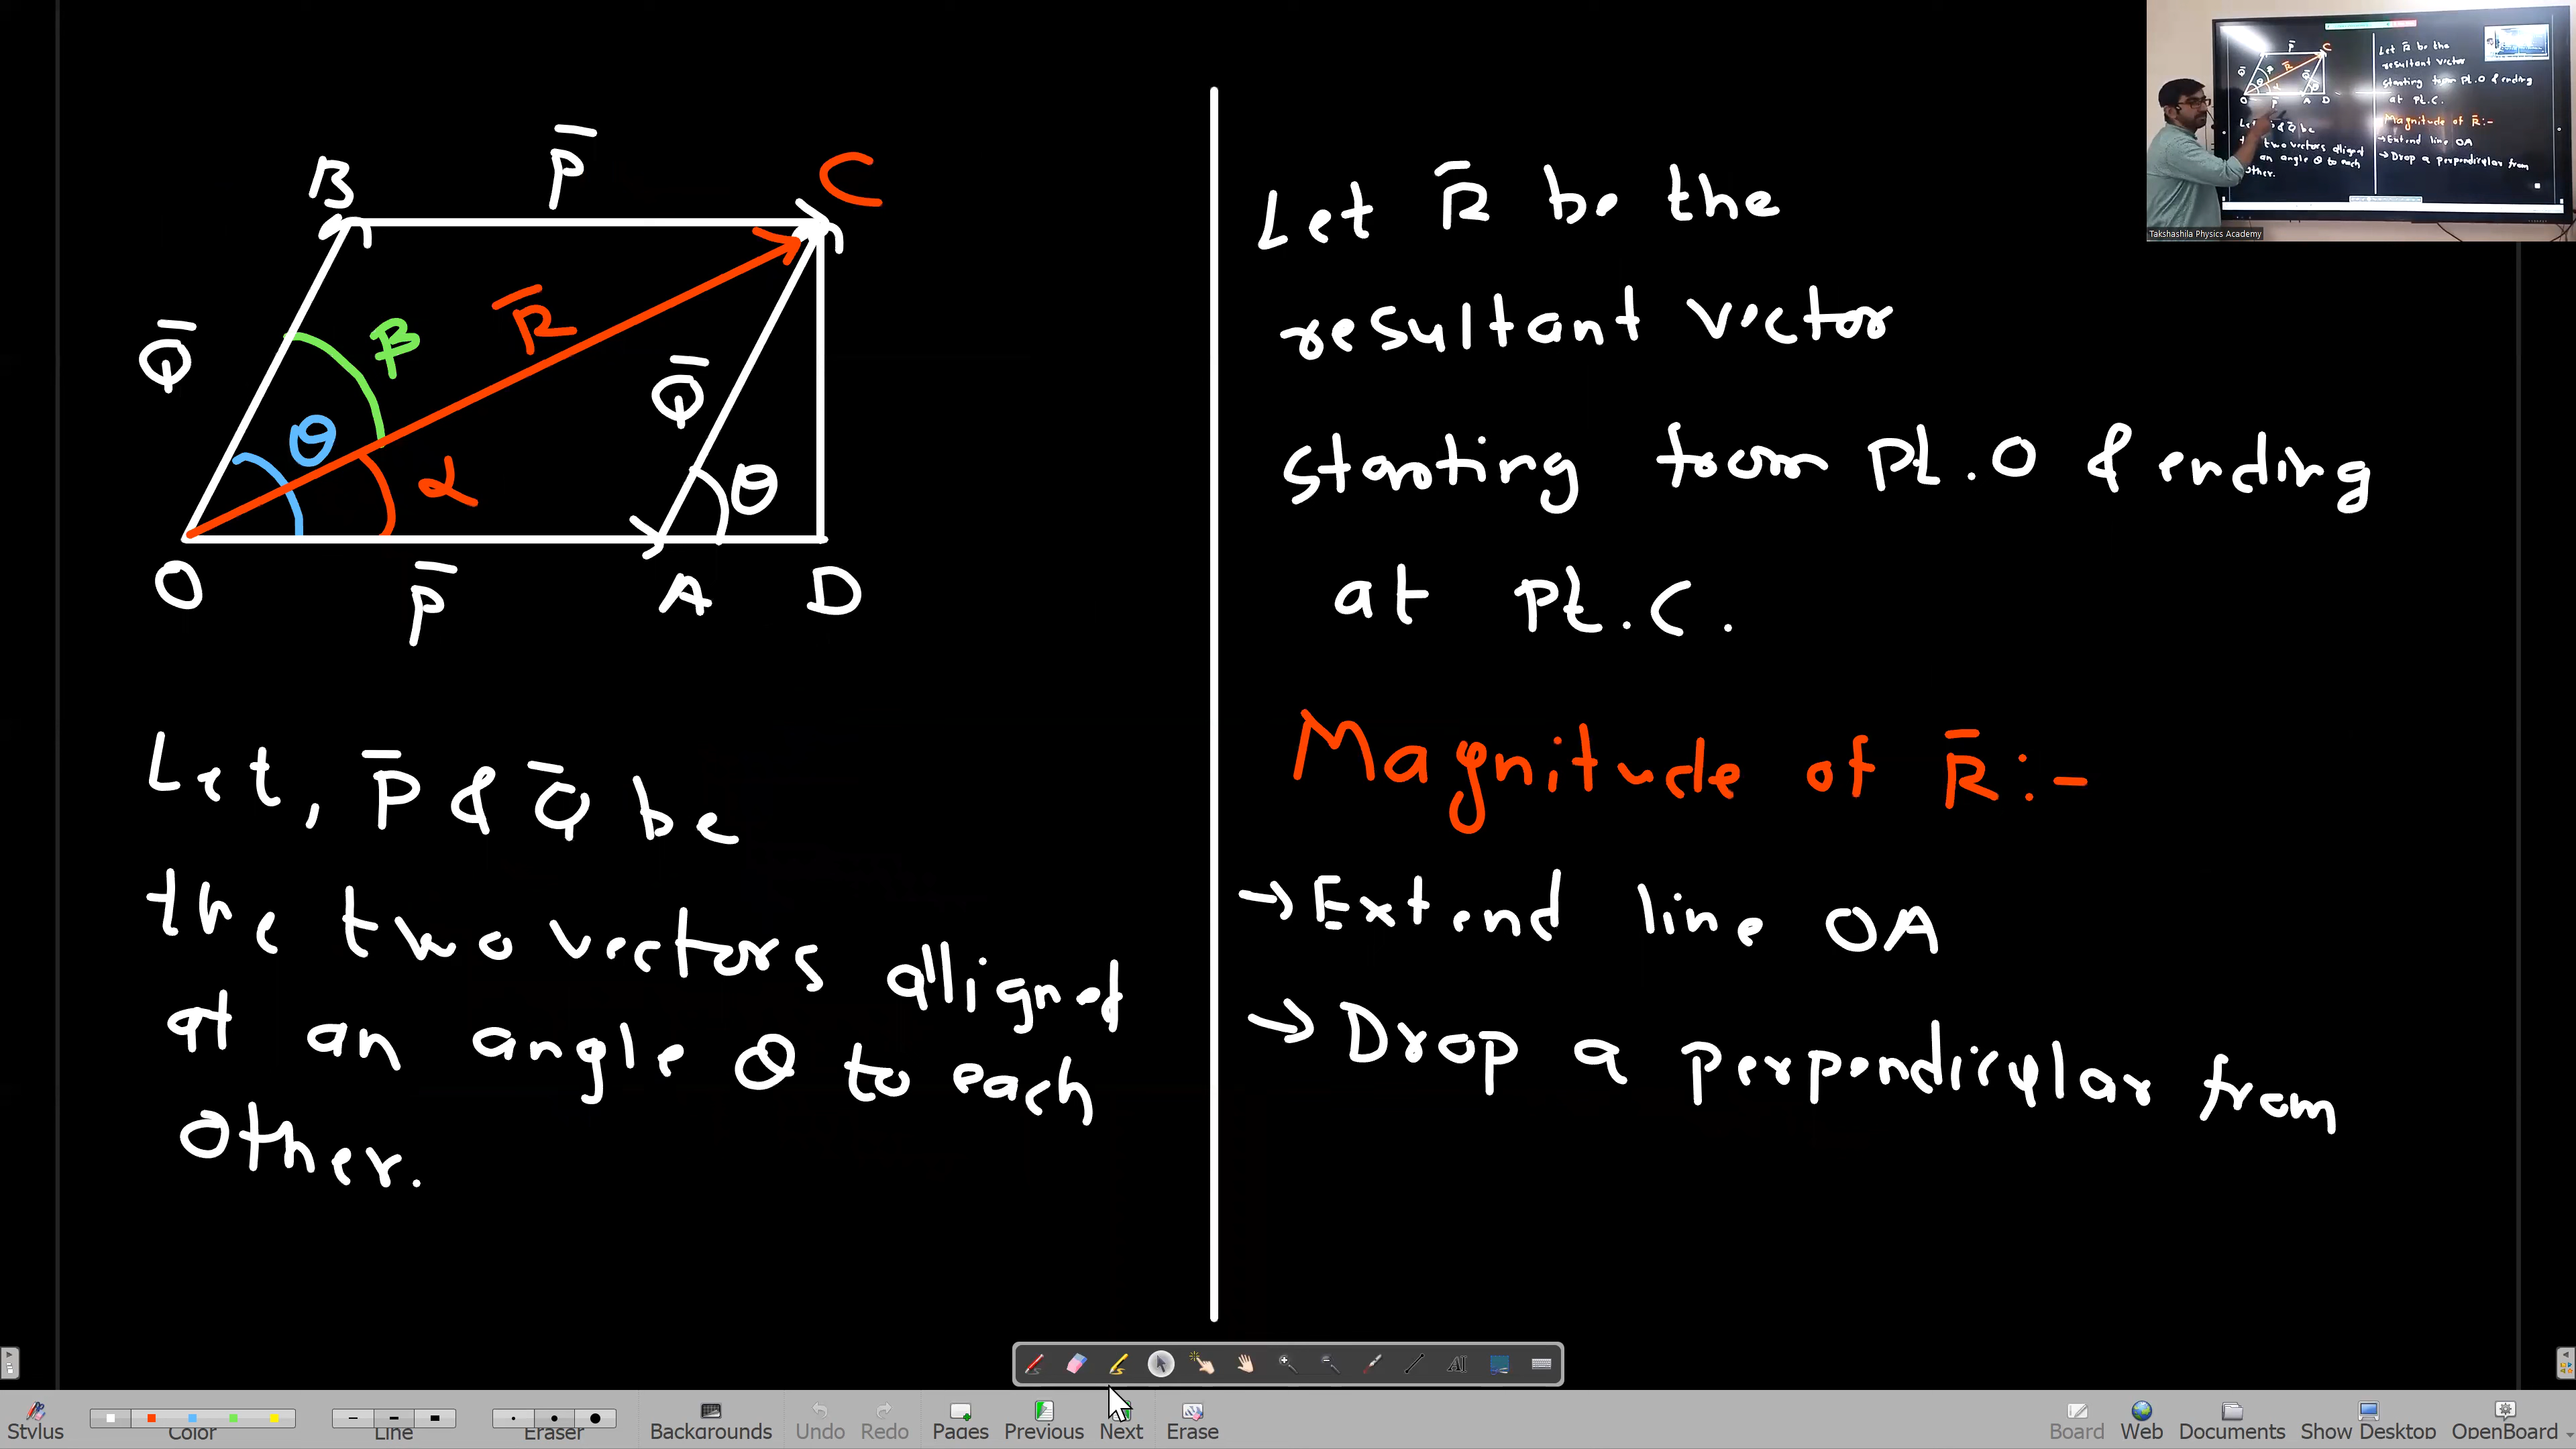 P̄
B
C
Q̄
β
R̄
Q̄
θ
α
θ
O
P̄
A
D
Let, P̄ & Q̄ be
the two vectors alligned
at an angle θ to each
other.
Let R̄ be the
resultant vector
starting from Pt. O & ending
at Pt. C.
Magnitude of R̄ :-
→ Extend line OA
→ Drop a perpendicular from
Takshashila Physics Academy
Stylus
Color
Line
Eraser
Backgrounds
Undo
Redo
Pages
Previous
Next
Erase
Board
Web
Documents
Show Desktop
OpenBoard